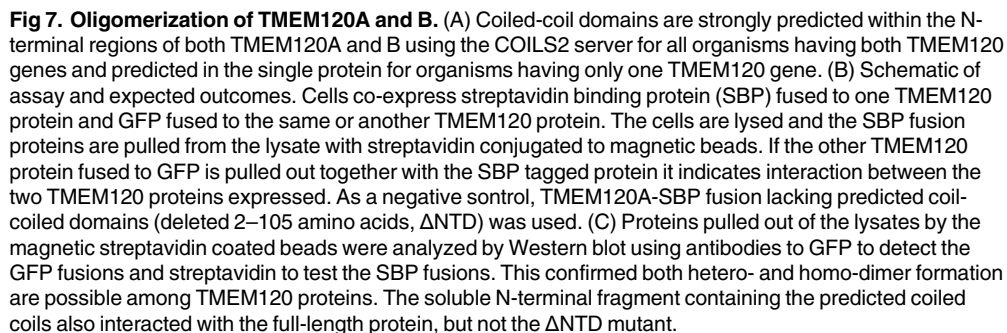 Fig 7. Oligomerization of TMEM120A and B. (A) Coiled-coil domains are strongly predicted within the N-
terminal regions of both TMEM120A and B using the COILS2 server for all organisms having both TMEM120
genes and predicted in the single protein for organisms having only one TMEM120 gene. (B) Schematic of
assay and expected outcomes. Cells co-express streptavidin binding protein (SBP) fused to one TMEM120
protein and GFP fused to the same or another TMEM120 protein. The cells are lysed and the SBP fusion
proteins are pulled from the lysate with streptavidin conjugated to magnetic beads. If the other TMEM120
protein fused to GFP is pulled out together with the SBP tagged protein it indicates interaction between the
two TMEM120 proteins expressed. As a negative sontrol, TMEM120A-SBP fusion lacking predicted coil-
coiled domains (deleted 2–105 amino acids, ΔNTD) was used. (C) Proteins pulled out of the lysates by the
magnetic streptavidin coated beads were analyzed by Western blot using antibodies to GFP to detect the
GFP fusions and streptavidin to test the SBP fusions. This confirmed both hetero- and homo-dimer formation
are possible among TMEM120 proteins. The soluble N-terminal fragment containing the predicted coiled
coils also interacted with the full-length protein, but not the ΔNTD mutant.